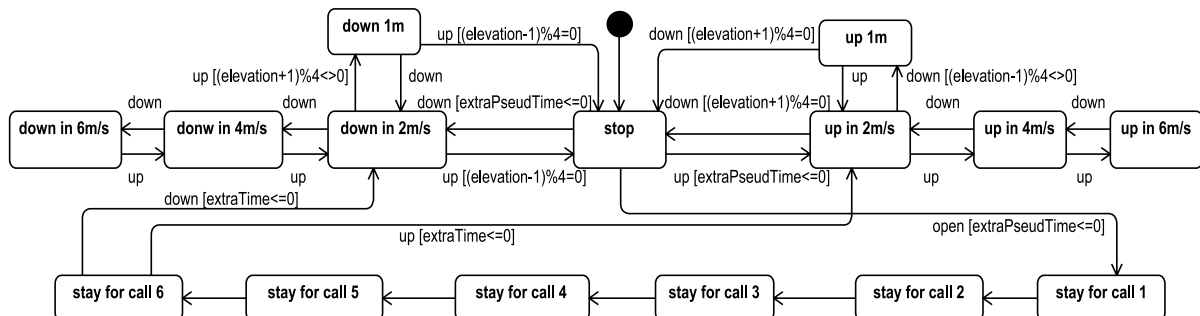 down 1m
up [(elevation-1)%4=0]
down [(elevation+1)%4=0]
up 1m
up [(elevation+1)%4<>0]
down
up
down [(elevation-1)%4<>0]
down
down
down [extraPseudTime<=0]
down [(elevation+1)%4=0]
down
down
down in 6m/s
donw in 4m/s
down in 2m/s
stop
up in 2m/s
up in 4m/s
up in 6m/s
up
up
up [(elevation-1)%4=0]
up [extraPseudTime<=0]
up
up
down [extraTime<=0]
up [extraTime<=0]
open [extraPseudTime<=0]
stay for call 6
stay for call 5
stay for call 4
stay for call 3
stay for call 2
stay for call 1